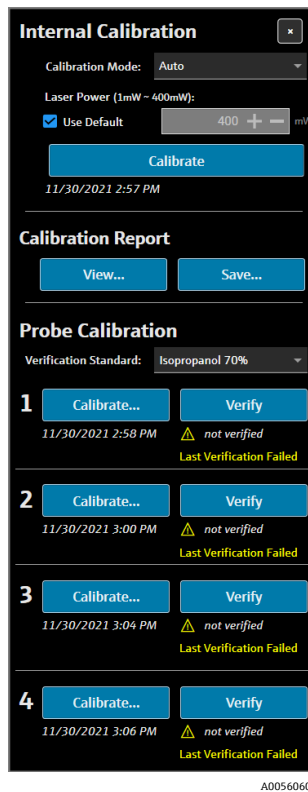 Internal Calibration ×
Calibration Mode: Auto
Laser Power (1mW ~ 400mW):
Use Default 400 + − mW
Calibrate
11/30/2021 2:57 PM
Calibration Report
View... Save...
Probe Calibration
Verification Standard: Isopropanol 70%
1 Calibrate... Verify
11/30/2021 2:58 PM not verified
Last Verification Failed
2 Calibrate... Verify
11/30/2021 3:00 PM not verified
Last Verification Failed
3 Calibrate... Verify
11/30/2021 3:04 PM not verified
Last Verification Failed
4 Calibrate... Verify
11/30/2021 3:06 PM not verified
Last Verification Failed